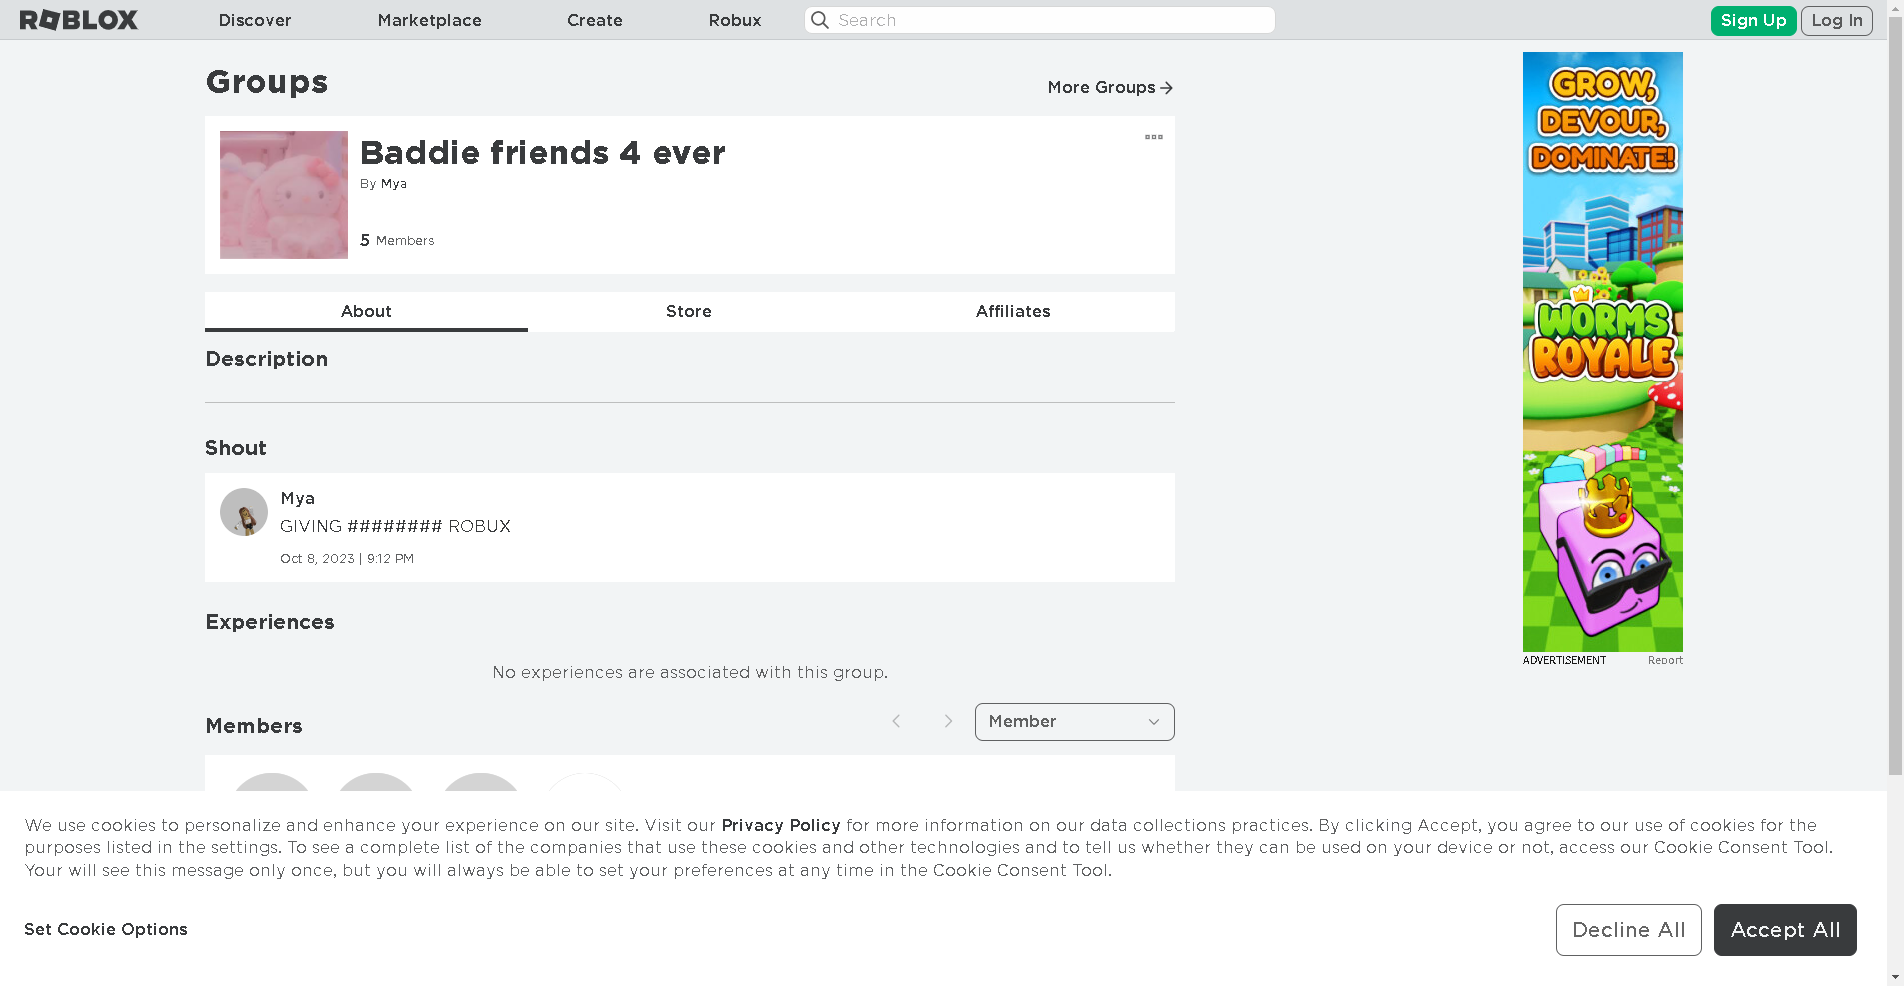 ROBLOX Discover Marketplace Create Robux Search Sign Up Log In
Groups
More Groups
Baddie friends 4 ever
By Mya
5 Members
About Store Affiliates
Description
Shout
Mya
GIVING ######## ROBUX
Oct 8, 2023 | 9:12 PM
Experiences
No experiences are associated with this group.
Members
Member
GROW,
DEVOUR,
DOMINATE!
WORMS
ROYALE
ADVERTISEMENT Report
We use cookies to personalize and enhance your experience on our site. Visit our Privacy Policy for more information on our data collections practices. By clicking Accept, you agree to our use of cookies for the
purposes listed in the settings. To see a complete list of the companies that use these cookies and other technologies and to tell us whether they can be used on your device or not, access our Cookie Consent Tool.
Your will see this message only once, but you will always be able to set your preferences at any time in the Cookie Consent Tool.
Set Cookie Options
Decline All
Accept All